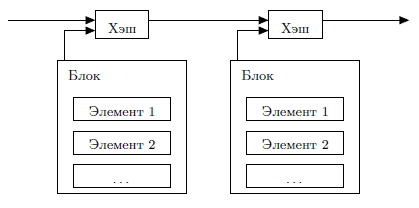 Хэш
Хэш
Блок
Элемент 1
Элемент 2
...
Блок
Элемент 1
Элемент 2
...